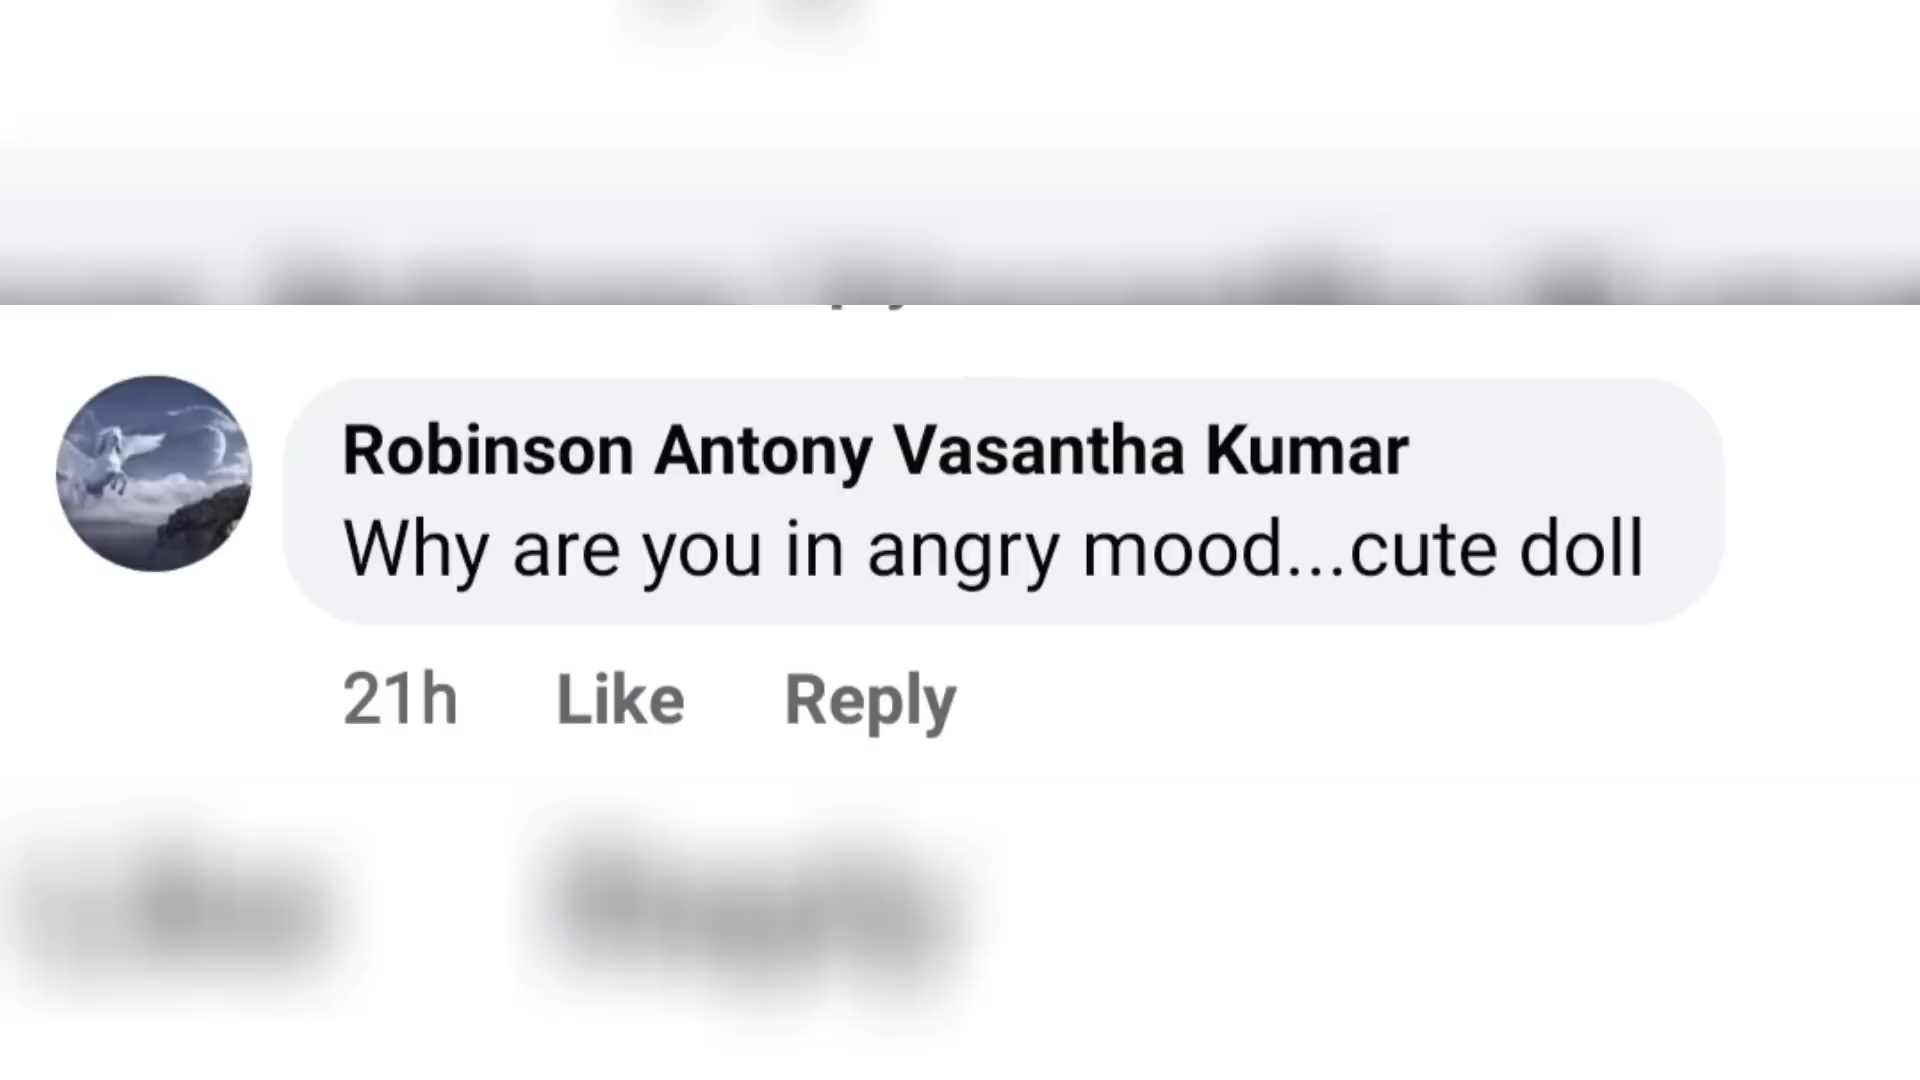 Robinson Antony Vasantha Kumar
Why are you in angry mood...cute doll
21h Like Reply